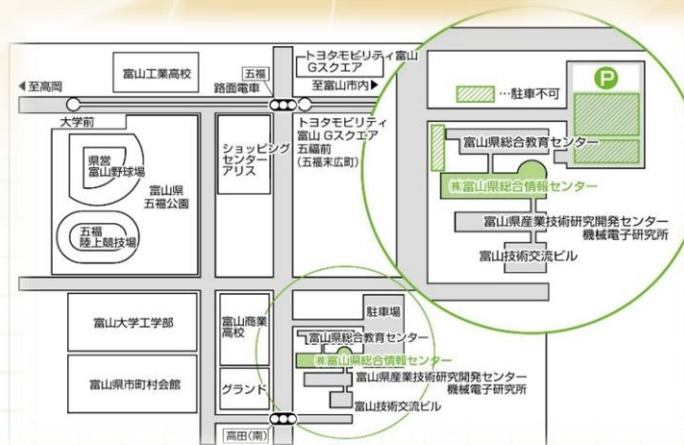 富山工業高校
五福
路面電車
トヨタモビリティ富山
Gスクエア
至高岡
至富山市内
大学前
県営
富山野球場
富山県
五福公園
五福
陸上競技場
ショッピング
センター
アリス
トヨタモビリティ
富山 Gスクエア
五福前
(五福末広町)
富山大学工学部
富山県市町村会館
富山商業
高校
グランド
高田(南)
駐車場
富山県総合教育センター
㈱富山県総合情報センター
富山県産業技術研究開発センター
機械電子研究所
富山技術交流ビル
P
…駐車不可
富山県総合教育センター
㈱富山県総合情報センター
富山県産業技術研究開発センター
機械電子研究所
富山技術交流ビル